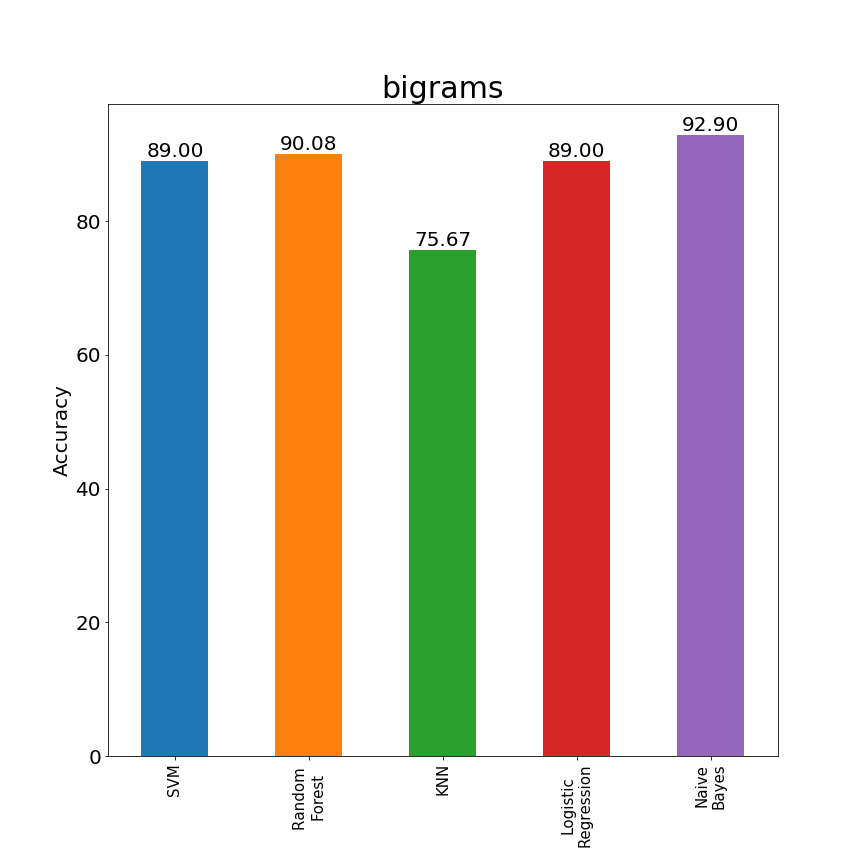 bigrams
89.00
90.08
75.67
89.00
92.90
80
60
40
20
0
Accuracy
SVM
Random
Forest
KNN
Logistic
Regression
Naive
Bayes